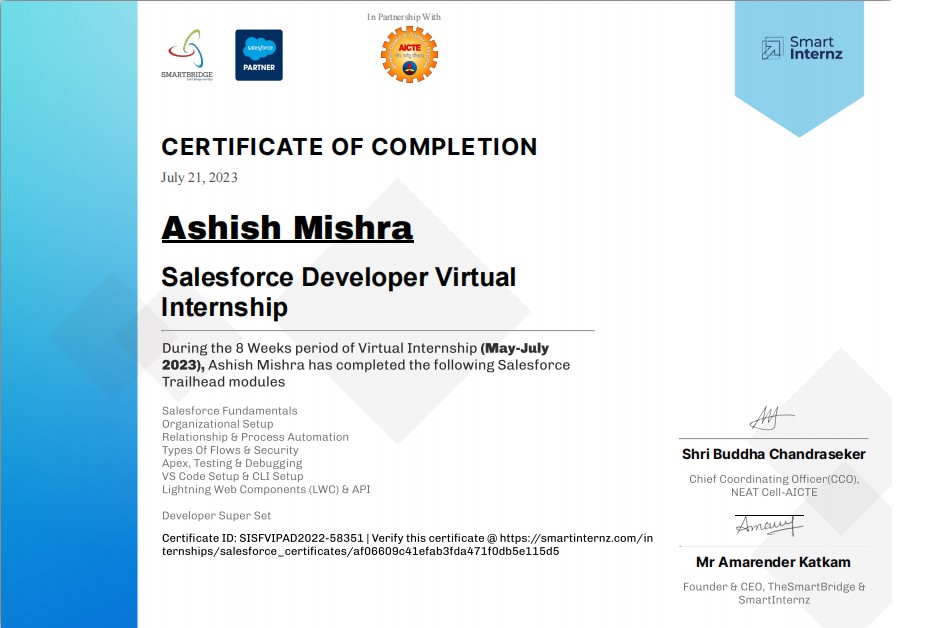 In Partnership With
SMARTBRIDGE
salesforce
PARTNER
AICTE
Smart
Internz
CERTIFICATE OF COMPLETION
July 21, 2023
Ashish Mishra
Salesforce Developer Virtual
Internship
During the 8 Weeks period of Virtual Internship (May-July
2023), Ashish Mishra has completed the following Salesforce
Trailhead modules
Salesforce Fundamentals
Organizational Setup
Relationship & Process Automation
Types Of Flows & Security
Apex, Testing & Debugging
VS Code Setup & CLI Setup
Lightning Web Components (LWC) & API
Developer Super Set
Certificate ID: SISFVIPAD2022-58351 | Verify this certificate @ https://smartinternz.com/in
ternships/salesforce_certificates/af06609c41efab3fda471f0db5e115d5
Shri Buddha Chandraseker
Chief Coordinating Officer(CCO),
NEAT Cell-AICTE
Mr Amarender Katkam
Founder & CEO, TheSmartBridge &
SmartInternz